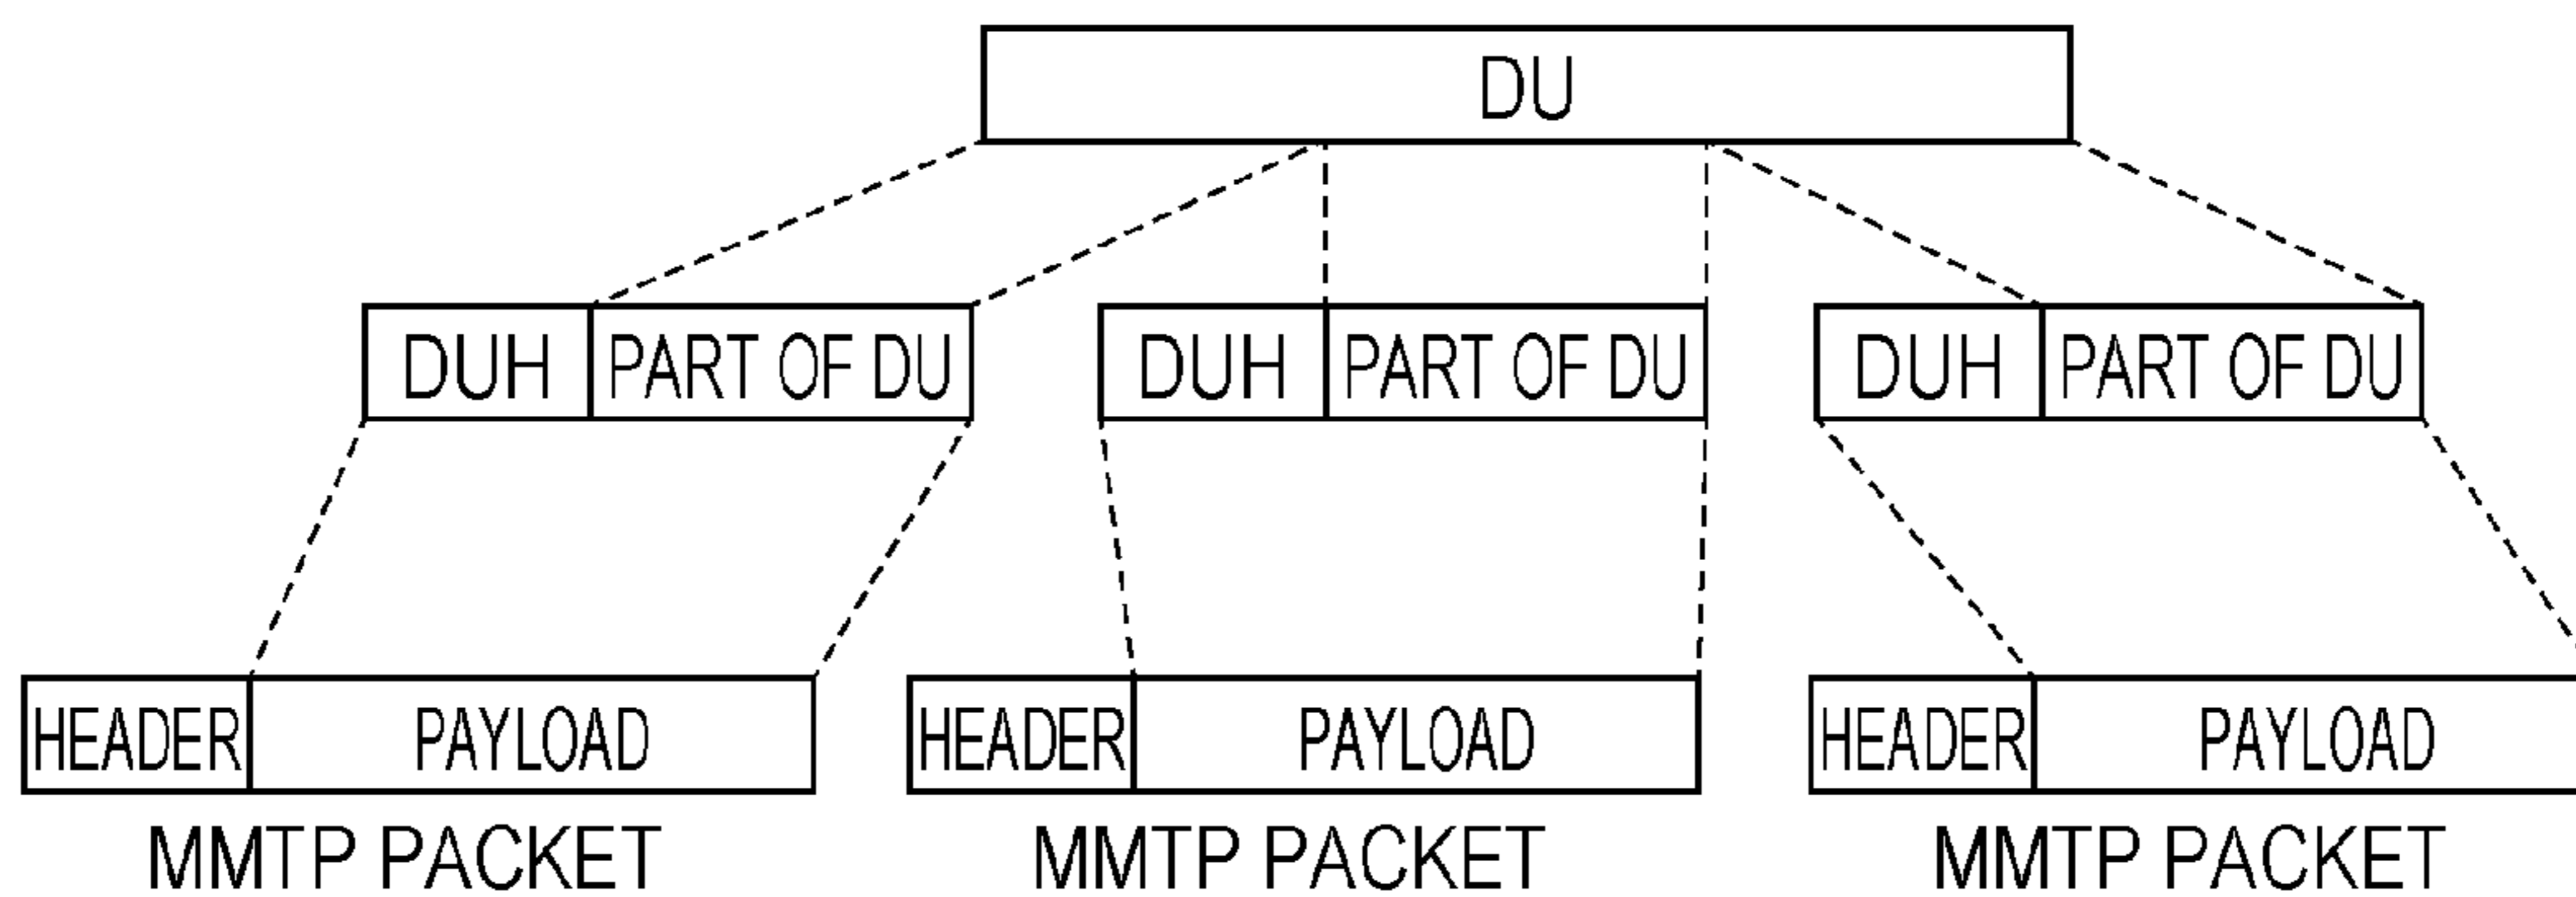 DU
DUH PART OF DU DUH PART OF DU DUH PART OF DU
HEADER PAYLOAD HEADER PAYLOAD HEADER PAYLOAD
MMTP PACKET MMTP PACKET MMTP PACKET